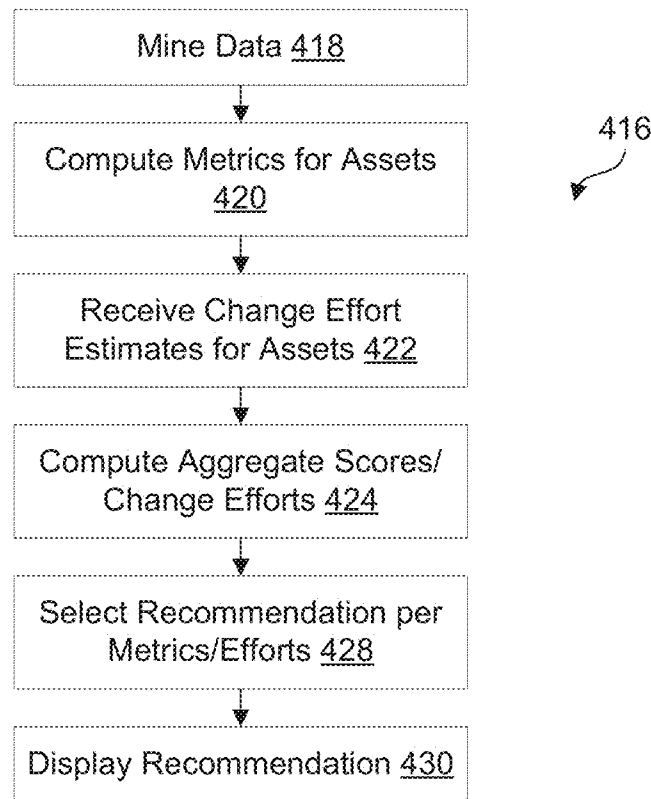 Mine Data 418
416
Compute Metrics for Assets
420
Receive Change Effort
Estimates for Assets 422
Compute Aggregate Scores/
Change Efforts 424
Select Recommendation per
Metrics/Efforts 428
Display Recommendation 430